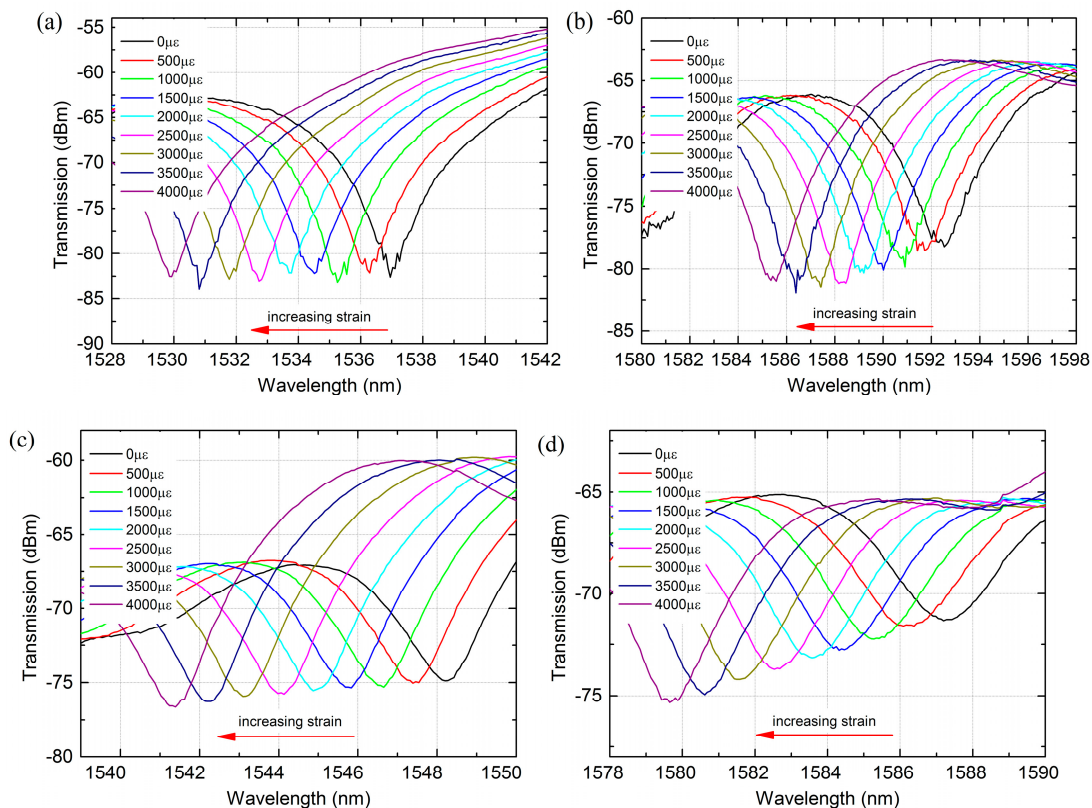 (a)
0με
500με
1000με
1500με
2000με
2500με
3000με
3500με
4000με
increasing strain
Transmission (dBm)
-55
-60
-65
-70
-75
-80
-85
-90
1528 1530 1532 1534 1536 1538 1540 1542
Wavelength (nm)
(b)
0με
500με
1000με
1500με
2000με
2500με
3000με
3500με
4000με
increasing strain
Transmission (dBm)
-60
-65
-70
-75
-80
-85
1580 1582 1584 1586 1588 1590 1592 1594 1596 1598
Wavelength (nm)
(c)
0με
500με
1000με
1500με
2000με
2500με
3000με
3500με
4000με
increasing strain
Transmission (dBm)
-60
-65
-70
-75
-80
1540 1542 1544 1546 1548 1550
Wavelength (nm)
(d)
0με
500με
1000με
1500με
2000με
2500με
3000με
3500με
4000με
increasing strain
Transmission (dBm)
-65
-70
-75
1578 1580 1582 1584 1586 1588 1590
Wavelength (nm)